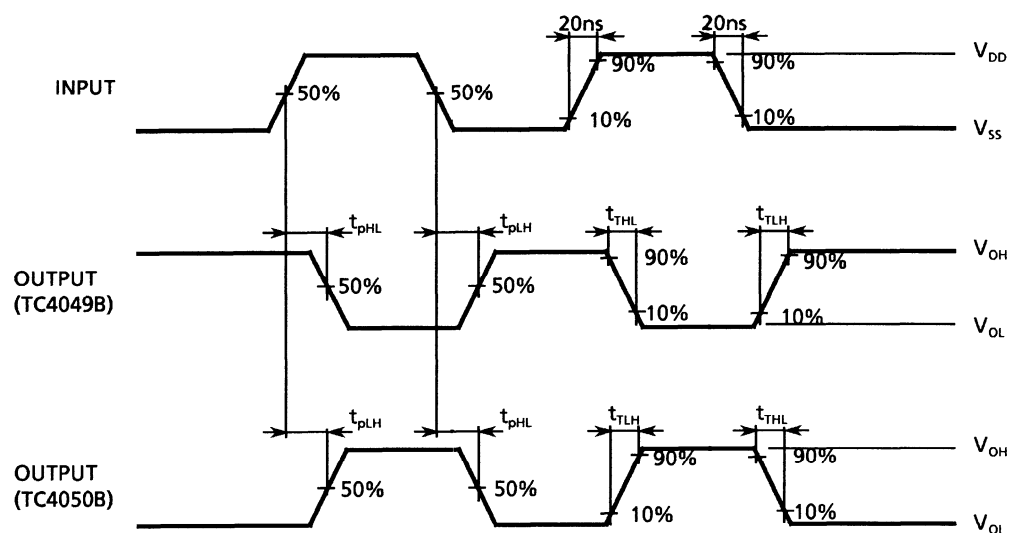 20ns 20ns
V_DD
90% 90%
INPUT 50% 50%
10% 10%
V_SS
t_pHL t_pLH t_THL t_TLH
V_OH
90% 90%
OUTPUT
(TC4049B)
50% 50%
10% 10%
V_OL
t_pLH t_pHL t_TLH t_THL
V_OH
90% 90%
OUTPUT
(TC4050B)
50% 50%
10% 10%
V_OL